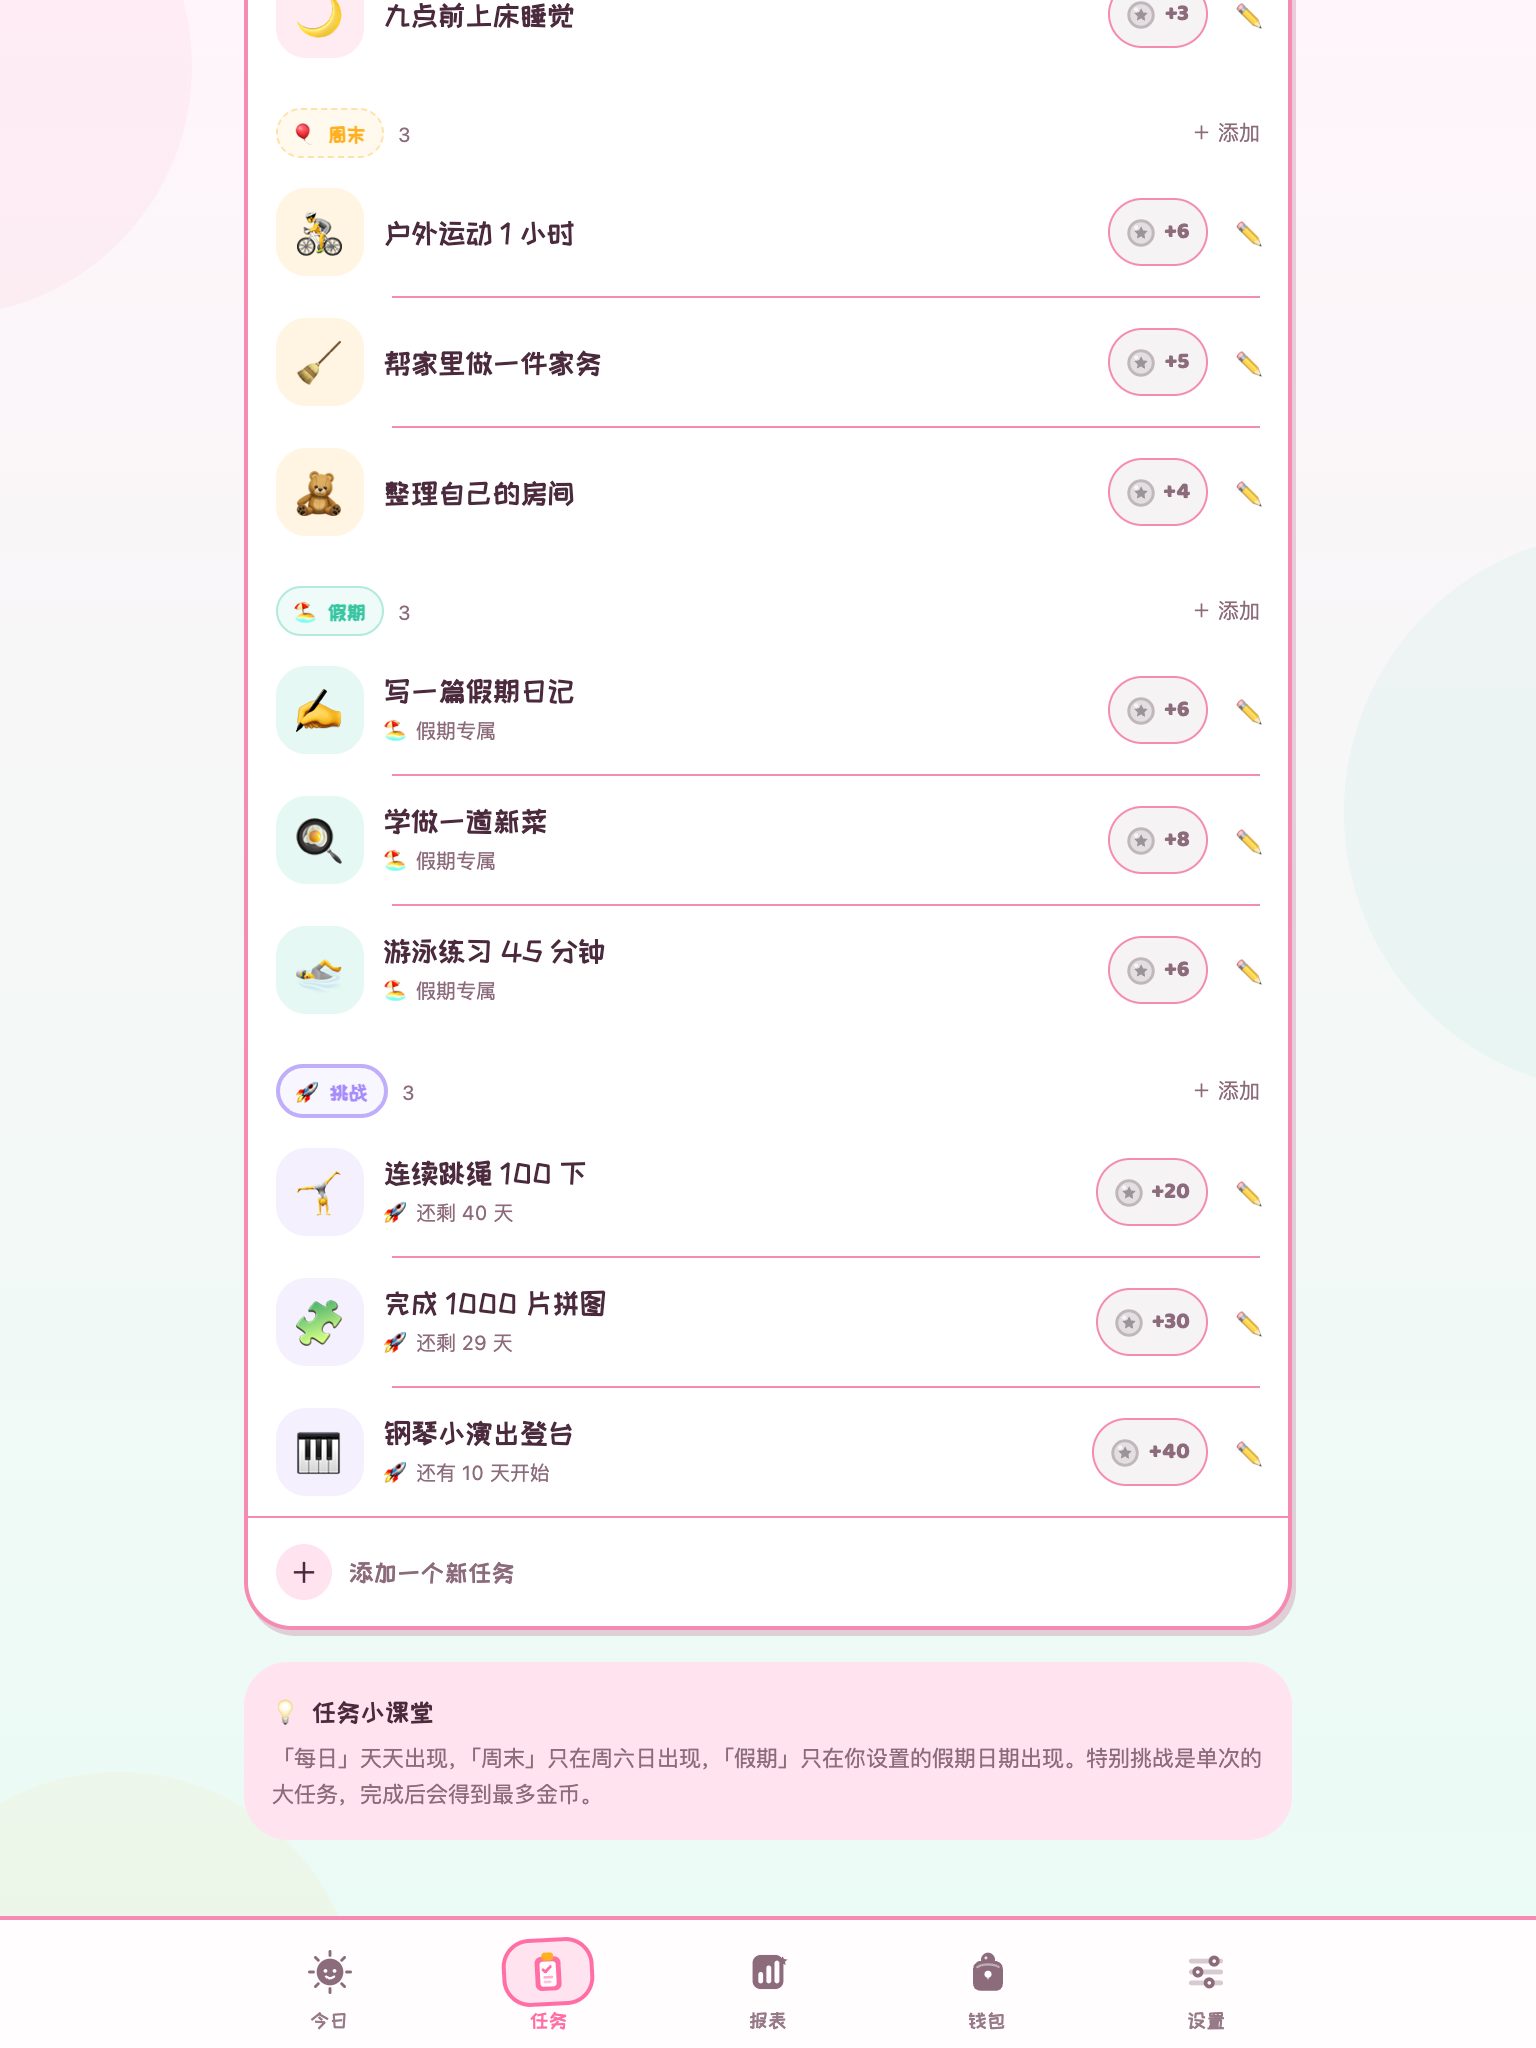 九点前上床睡觉
+3
周末 3
+ 添加
户外运动 1 小时
+6
帮家里做一件家务
+5
整理自己的房间
+4
假期 3
+ 添加
写一篇假期日记
假期专属
+6
学做一道新菜
假期专属
+8
游泳练习 45 分钟
假期专属
+6
挑战 3
+ 添加
连续跳绳 100 下
还剩 40 天
+20
完成 1000 片拼图
还剩 29 天
+30
钢琴小演出登台
还有 10 天开始
+40
+ 添加一个新任务
任务小课堂
「每日」天天出现，「周末」只在周六日出现，「假期」只在你设置的假期日期出现。特别挑战是单次的
大任务，完成后会得到最多金币。
今日
任务
报表
钱包
设置